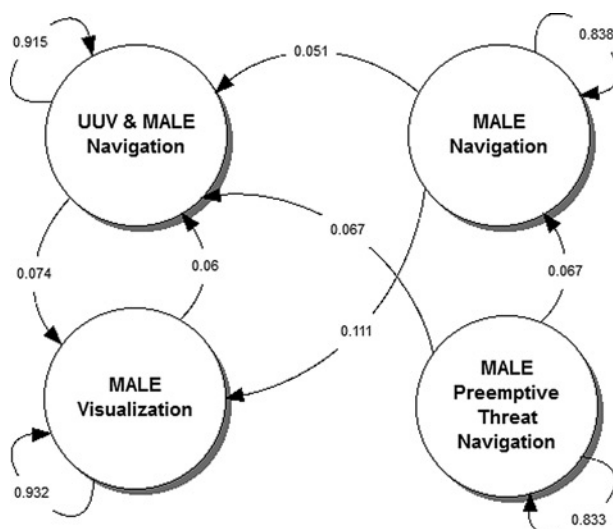 0.915
0.838
0.051
UUV & MALE
Navigation
MALE
Navigation
0.067
0.074
0.06
0.067
0.111
MALE
Visualization
MALE
Preemptive
Threat
Navigation
0.932
0.833